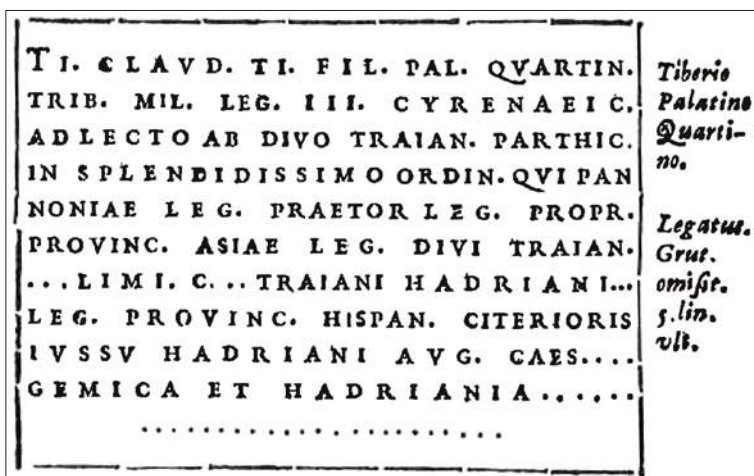 TI. CLAVD. TI. FIL. PAL. QVARTIN.
TRIB. MIL. LEG. III. CYRENAEIC.
ADLECTO AB DIVO TRAIAN. PARTHIC.
IN SPLENDIDISSIMO ORDIN. QVI PAN
NONIAE LEG. PRAETOR LEG. PROPR.
PROVINC. ASIAE LEG. DIVI TRAIAN.
...LIMI. C... TRAIANI HADRIANI...
LEG. PROVINC. HISPAN. CITERIORIS
IVSSV HADRIANI AVG. CAES....
GEMICA ET HADRIANIA......
.........................
Tiberio
Palatino
Quarti-
no.
Legatus.
Grut.
omisit.
5. lin.
vlt.